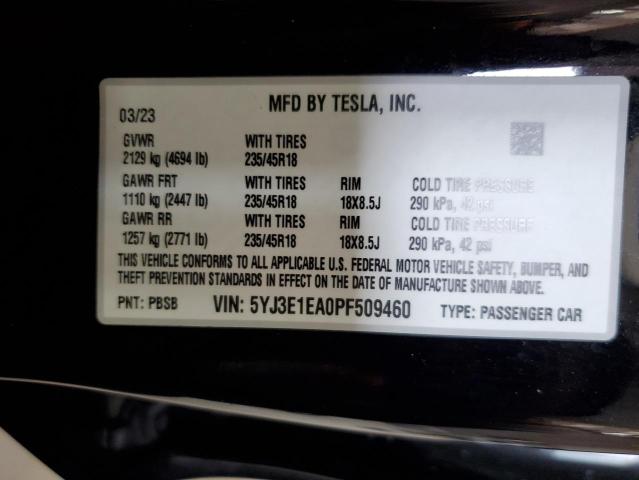 MFD BY TESLA, INC.
03/23
GVWR WITH TIRES
2129 kg (4694 lb) 235/45R18
GAWR FRT WITH TIRES RIM COLD TIRE PRESSURE
1110 kg (2447 lb) 235/45R18 18X8.5J 290 kPa, 42 psi
GAWR RR WITH TIRES RIM COLD TIRE PRESSURE
1257 kg (2771 lb) 235/45R18 18X8.5J 290 kPa, 42 psi
THIS VEHICLE CONFORMS TO ALL APPLICABLE U.S. FEDERAL MOTOR VEHICLE SAFETY, BUMPER, AND
THEFT PREVENTION STANDARDS IN EFFECT ON THE DATE OF MANUFACTURE SHOWN ABOVE.
PNT: PBSB VIN: 5YJ3E1EA0PF509460 TYPE: PASSENGER CAR